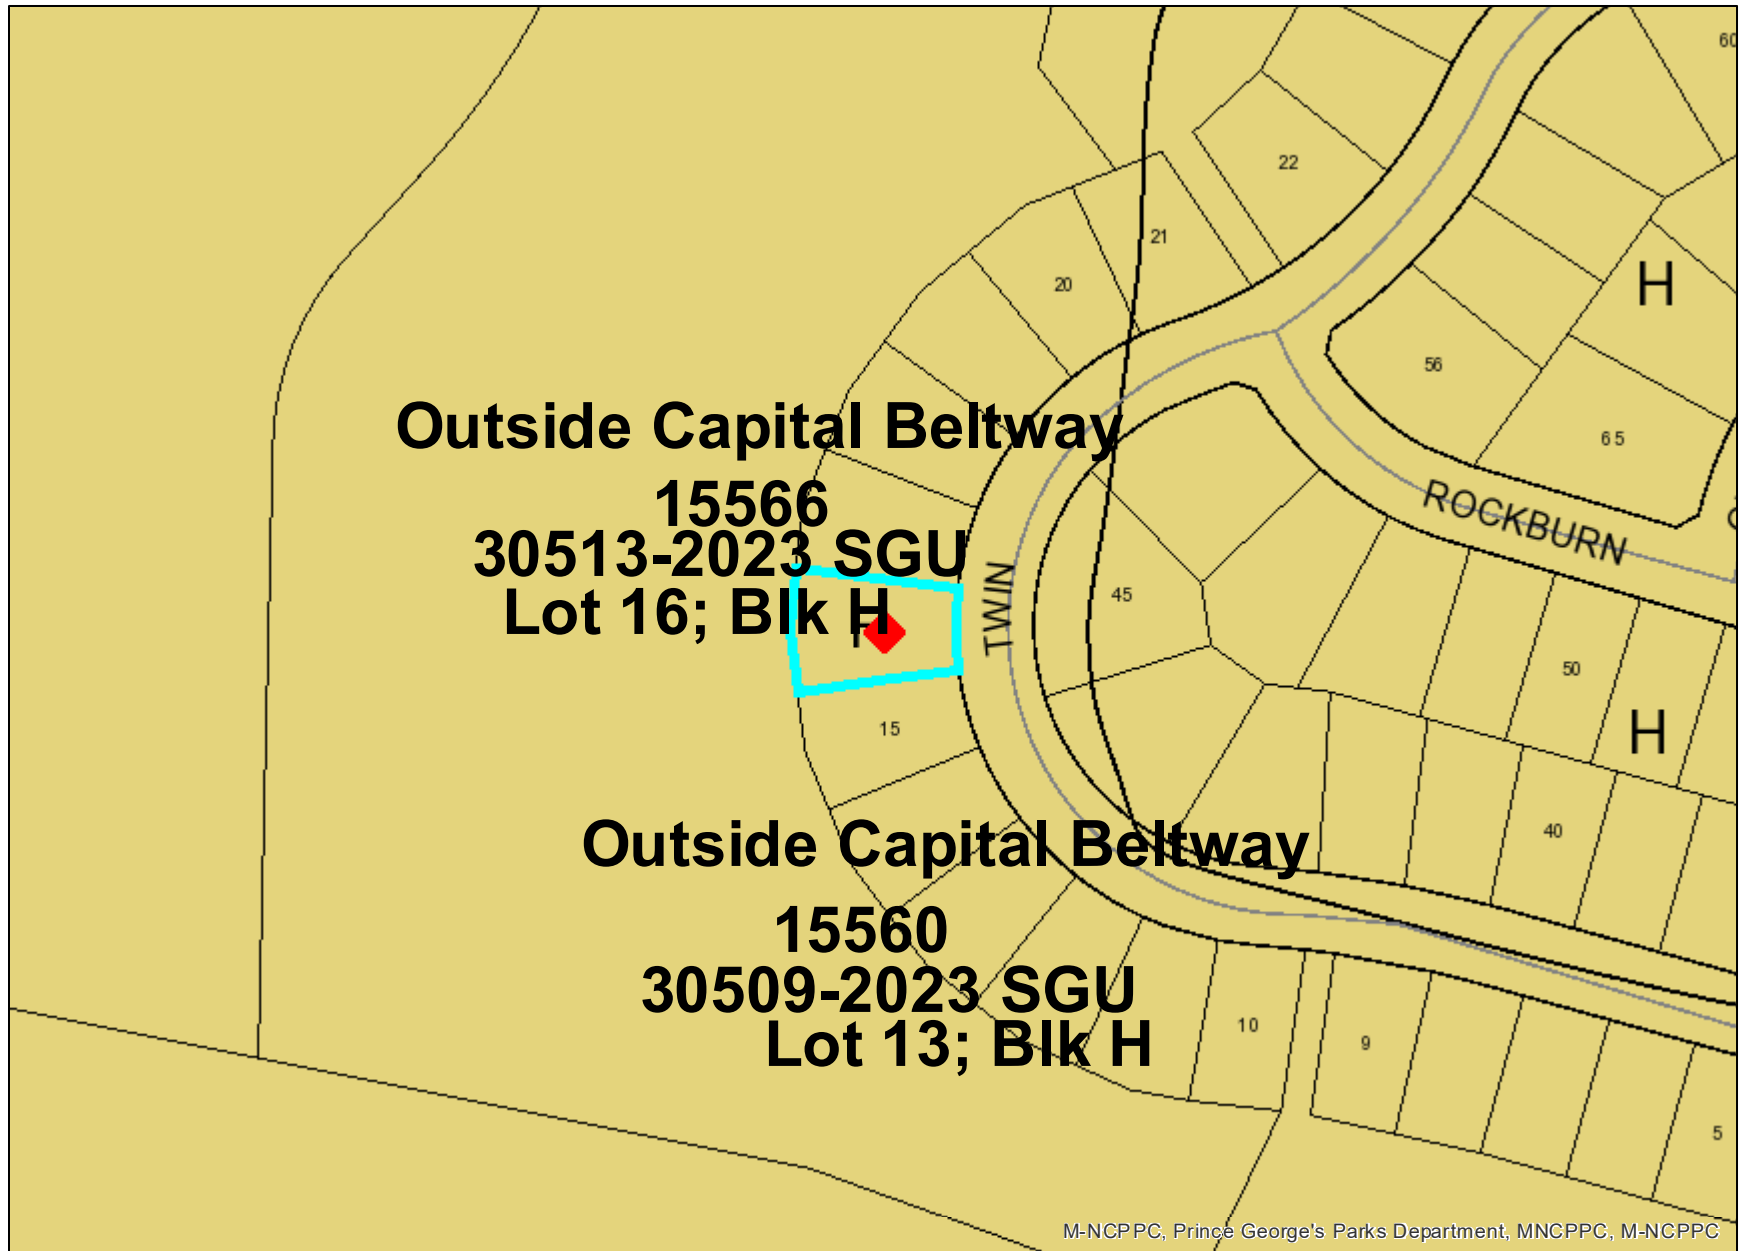 60
22
21
20
H
56
65
Outside Capital Beltway
15566
30513-2023 SGU
Lot 16; Blk H
ROCKBURN
TWIN
45
50
15
H
40
Outside Capital Beltway
15560
30509-2023 SGU
Lot 13; Blk H
10
9
5
M-NCPPC, Prince George's Parks Department, MNCPPC, M-NCPPC